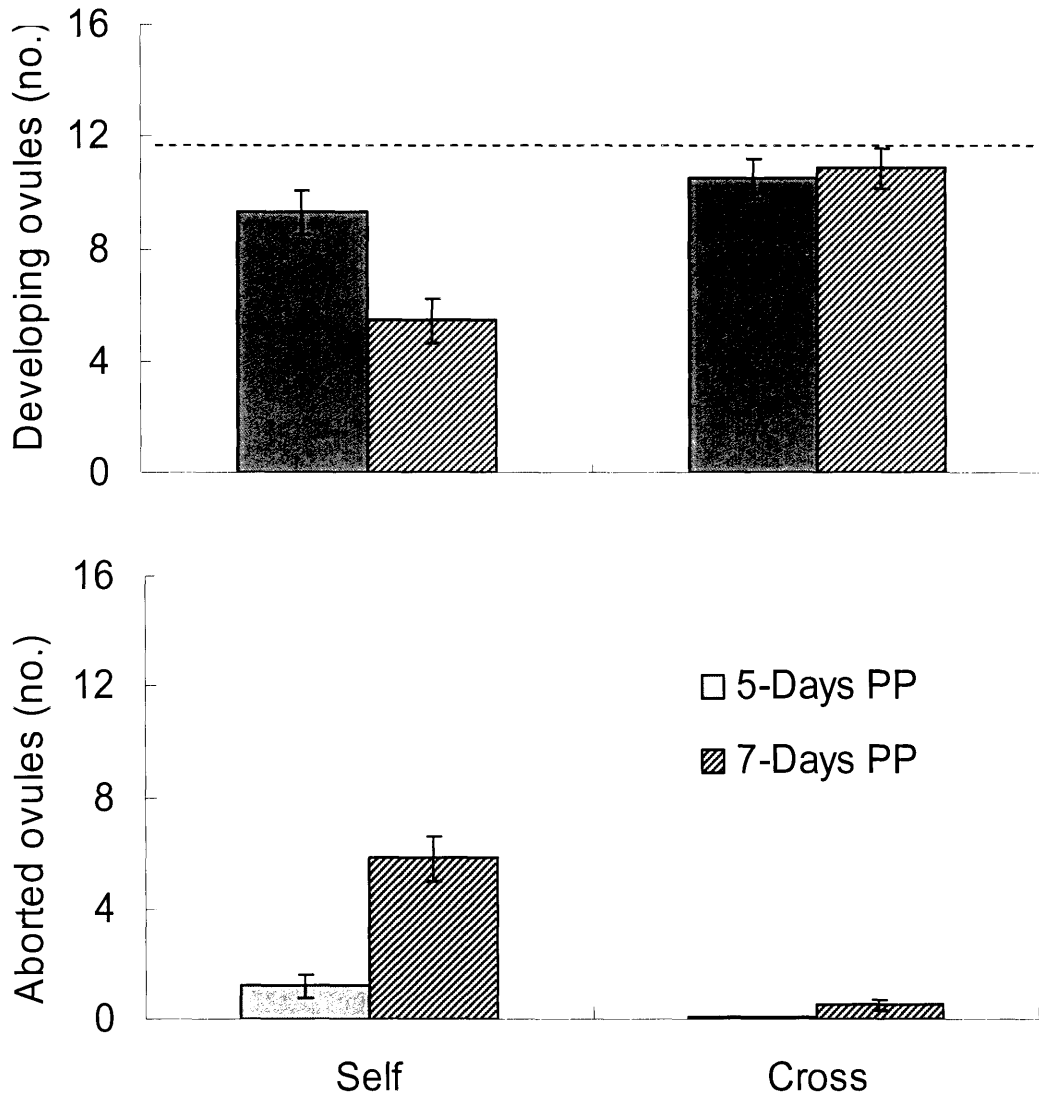 Developing ovules (no.)
16
12
8
4
0
Aborted ovules (no.)
16
12
8
4
0
5-Days PP
7-Days PP
Self Cross